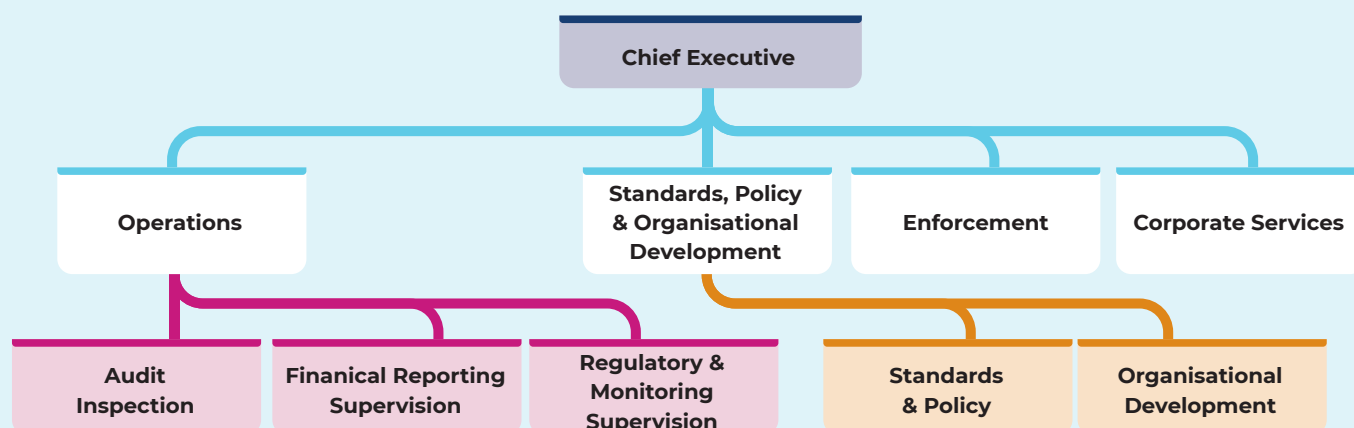 Chief Executive
Operations
Standards, Policy
& Organisational
Development
Enforcement
Corporate Services
Audit
Inspection
Finanical Reporting
Supervision
Regulatory &
Monitoring
Supervision
Standards
& Policy
Organisational
Development